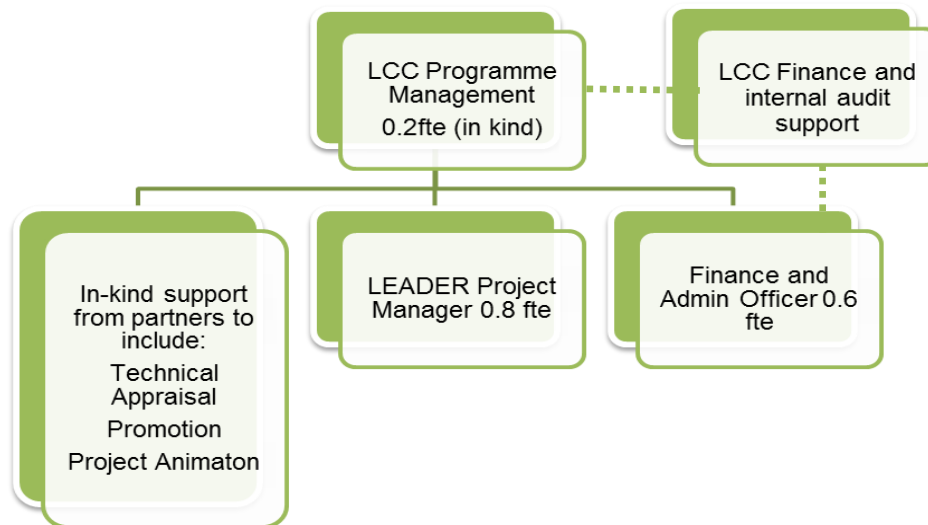 LCC Programme
Management
0.2fte (in kind)
LCC Finance and
internal audit
support
In-kind support
from partners to
include:
Technical
Appraisal
Promotion
Project Animaton
LEADER Project
Manager 0.8 fte
Finance and
Admin Officer 0.6
fte